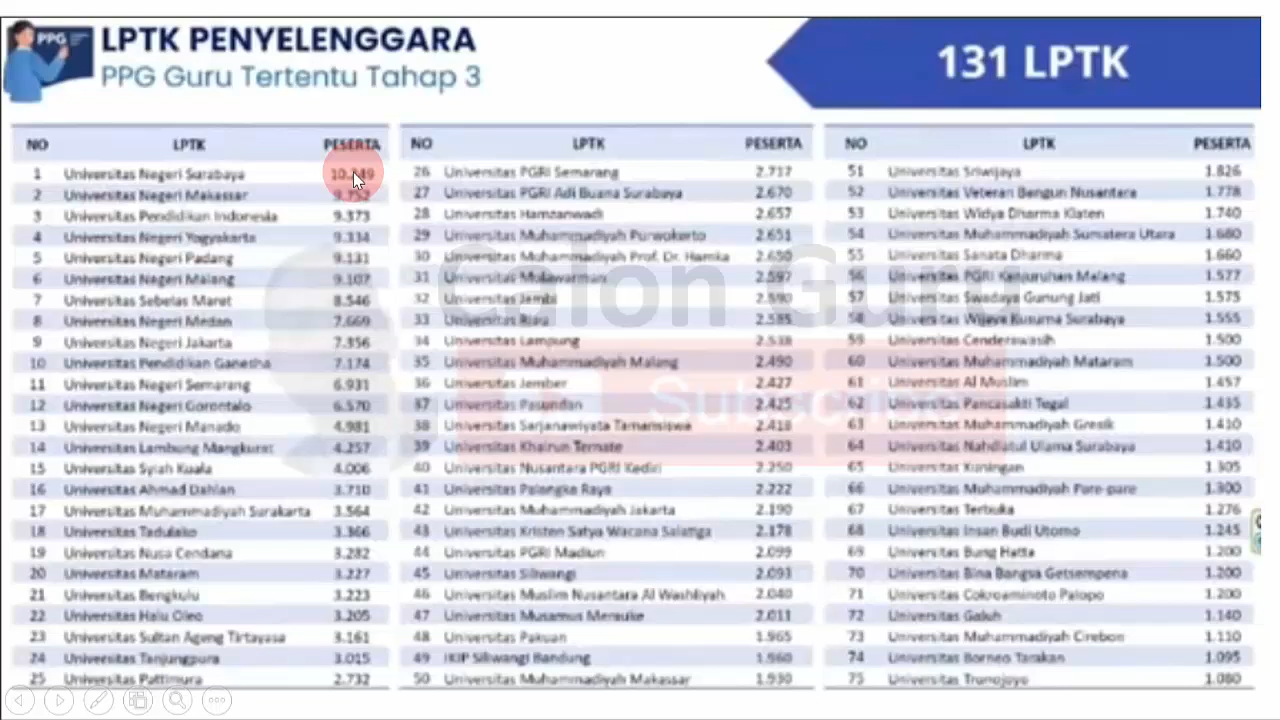 PPG
LPTK PENYELENGGARA
PPG Guru Tertentu Tahap 3
131 LPTK
NO LPTK PESERTA
1 Universitas Negeri Surabaya
2 Universitas Negeri Makassar
3 Universitas Pendidikan Indonesia 9.373
4 Universitas Negeri Yogyakarta 9.334
5 Universitas Negeri Padang 9.131
6 Universitas Negeri Malang 9.107
7 Universitas Sebelas Maret 8.546
8 Universitas Negeri Medan 7.669
9 Universitas Negeri Jakarta 7.356
10 Universitas Pendidikan Ganesha 7.174
11 Universitas Negeri Semarang 6.931
12 Universitas Negeri Gorontalo 6.570
13 Universitas Negeri Manado 4.981
14 Universitas Lambung Mangkurat 4.257
15 Universitas Syiah Kuala 4.006
16 Universitas Ahmad Dahlan 3.710
17 Universitas Muhammadiyah Surakarta 3.564
18 Universitas Tadulako 3.366
19 Universitas Nusa Cendana 3.282
20 Universitas Mataram 3.227
21 Universitas Bengkulu 3.223
22 Universitas Halu Oleo 3.205
23 Universitas Sultan Ageng Tirtayasa 3.161
24 Universitas Tanjungpura 3.015
25 Universitas Pattimura 2.732
NO LPTK PESERTA
26 Universitas PGRI Semarang 2.717
27 Universitas PGRI Adi Buana Surabaya 2.670
28 Universitas Hamzanwadi 2.657
29 Universitas Muhammadiyah Purwokerto 2.651
30 Universitas Muhammadiyah Prof. Dr. Hamka 2.650
31 Universitas Mulawarman 2.597
32 Universitas Jambi 2.590
33 Universitas Riau 2.585
34 Universitas Lampung 2.538
35 Universitas Muhammadiyah Malang 2.490
36 Universitas Jember 2.427
37 Universitas Pasundan 2.425
38 Universitas Sarjanawiyata Tamansiswa 2.418
39 Universitas Khairun Ternate 2.403
40 Universitas Nusantara PGRI Kediri 2.250
41 Universitas Palangka Raya 2.222
42 Universitas Muhammadiyah Jakarta 2.190
43 Universitas Kristen Satya Wacana Salatiga 2.178
44 Universitas PGRI Madiun 2.099
45 Universitas Siliwangi 2.093
46 Universitas Muslim Nusantara Al Washliyah 2.040
47 Universitas Musamus Merauke 2.011
48 Universitas Pakuan 1.965
49 IKIP Siliwangi Bandung 1.960
50 Universitas Muhammadiyah Makassar 1.930
NO LPTK PESERTA
51 Universitas Sriwijaya 1.826
52 Universitas Veteran Bangun Nusantara 1.778
53 Universitas Widya Dharma Klaten 1.740
54 Universitas Muhammadiyah Sumatera Utara 1.680
55 Universitas Sanata Dharma 1.660
56 Universitas PGRI Kanjuruhan Malang 1.577
57 Universitas Swadaya Gunung Jati 1.575
58 Universitas Wijaya Kusuma Surabaya 1.555
59 Universitas Cenderawasih 1.500
60 Universitas Muhammadiyah Mataram 1.500
61 Universitas Al Muslim 1.457
62 Universitas Pancasakti Tegal 1.435
63 Universitas Muhammadiyah Gresik 1.410
64 Universitas Nahdlatul Ulama Surabaya 1.410
65 Universitas Kuningan 1.305
66 Universitas Muhammadiyah Pare-pare 1.300
67 Universitas Terbuka 1.276
68 Universitas Insan Budi Utomo 1.245
69 Universitas Bung Hatta 1.200
70 Universitas Bina Bangsa Getsempena 1.200
71 Universitas Cokroaminoto Palopo 1.200
72 Universitas Galuh 1.140
73 Universitas Muhammadiyah Cirebon 1.110
74 Universitas Borneo Tarakan 1.095
75 Universitas Trunojoyo 1.080
Calon Guru
Subscribe